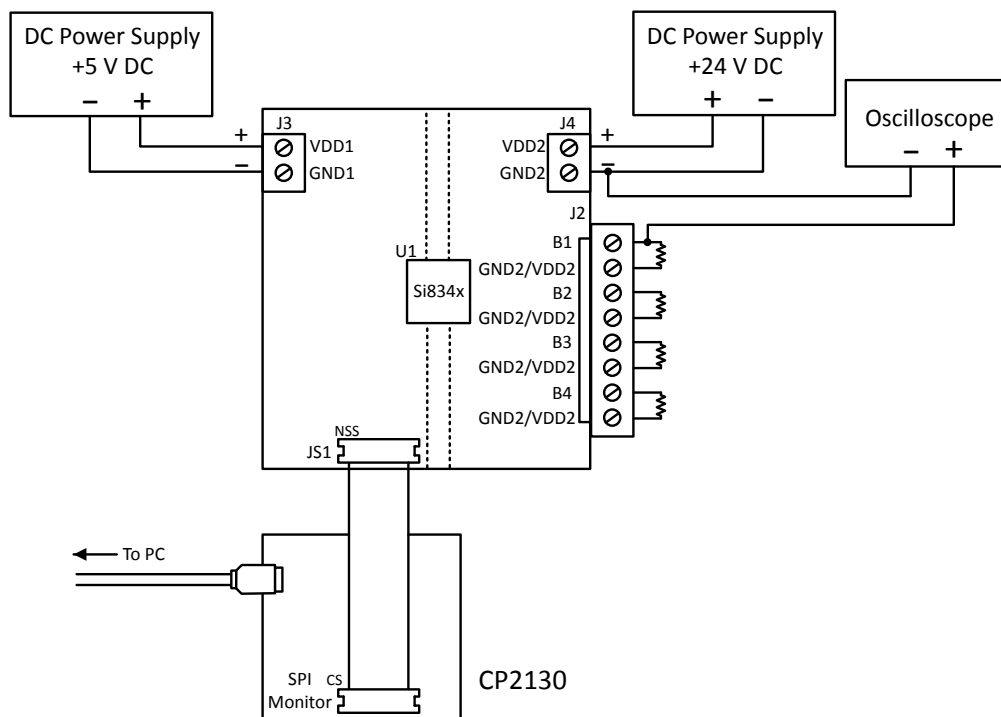 DC Power Supply
+5 V DC
− +
DC Power Supply
+24 V DC
+ −
Oscilloscope
− +
J3
+
VDD1
−
GND1
J4
+
VDD2
−
GND2
J2
B1
GND2/VDD2
B2
GND2/VDD2
B3
GND2/VDD2
B4
GND2/VDD2
U1
Si834x
NSS
JS1
To PC
SPI CS
Monitor
CP2130